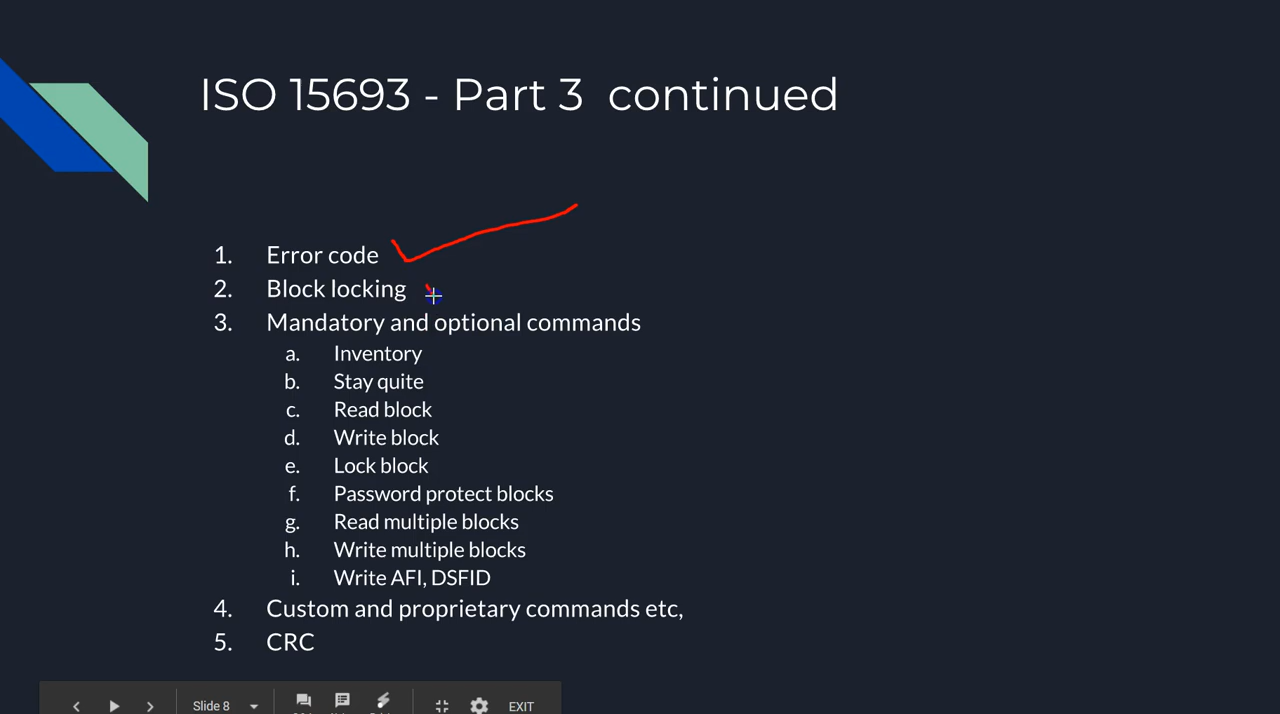 ISO 15693 - Part 3 continued
1. Error code
2. Block locking
3. Mandatory and optional commands
a. Inventory
b. Stay quite
c. Read block
d. Write block
e. Lock block
f. Password protect blocks
g. Read multiple blocks
h. Write multiple blocks
i. Write AFI, DSFID
4. Custom and proprietary commands etc,
5. CRC
Slide 8 EXIT